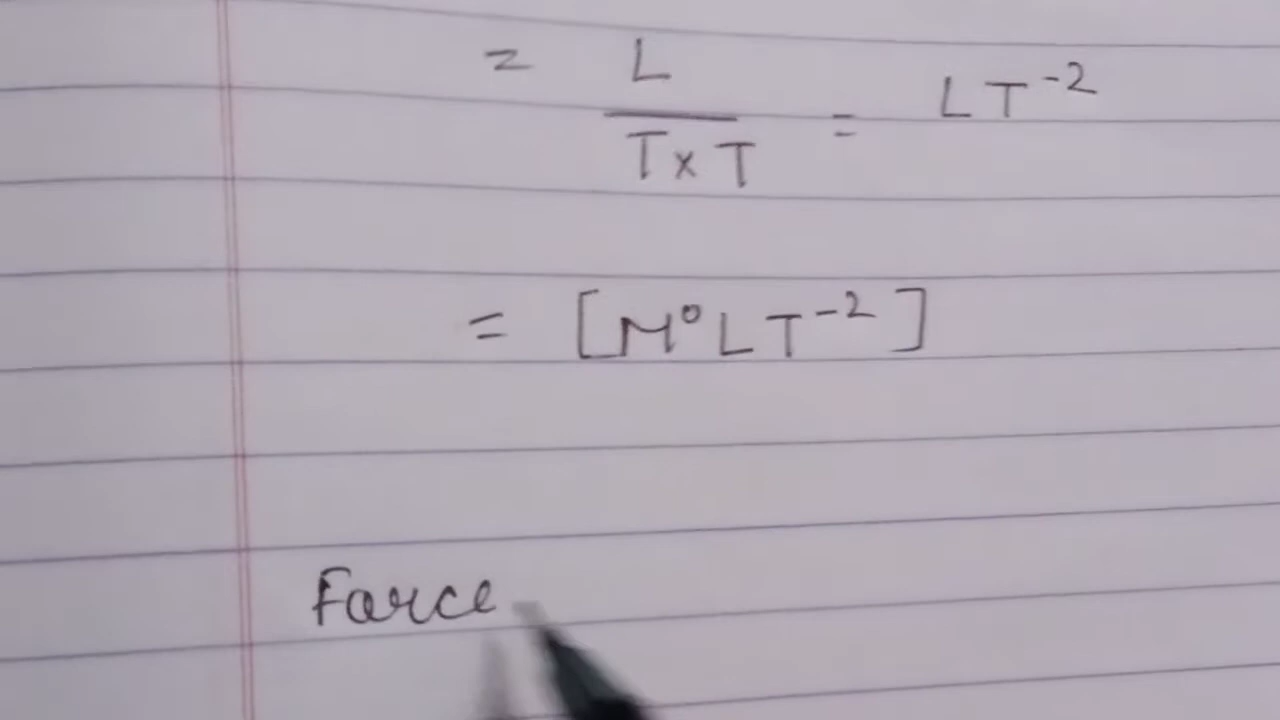 = L / T x T = LT⁻²
= [M⁰LT⁻²]
Force